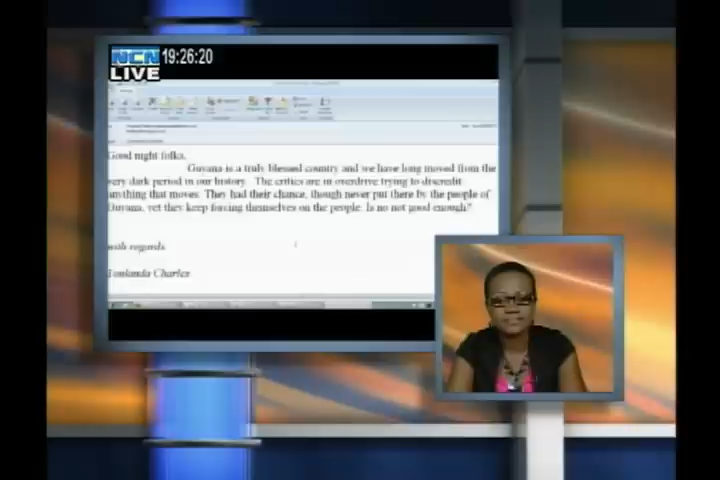 NCN 19:26:20
LIVE
Good night folks,
Guyana is a truly blessed country and we have long moved from the
very dark period in our history. The critics are in overdrive trying to discredit
anything that moves. They had their chance, though never put there by the people of
Guyana, yet they keep forcing themselves on the people. Is no not good enough?
with regards
Charles